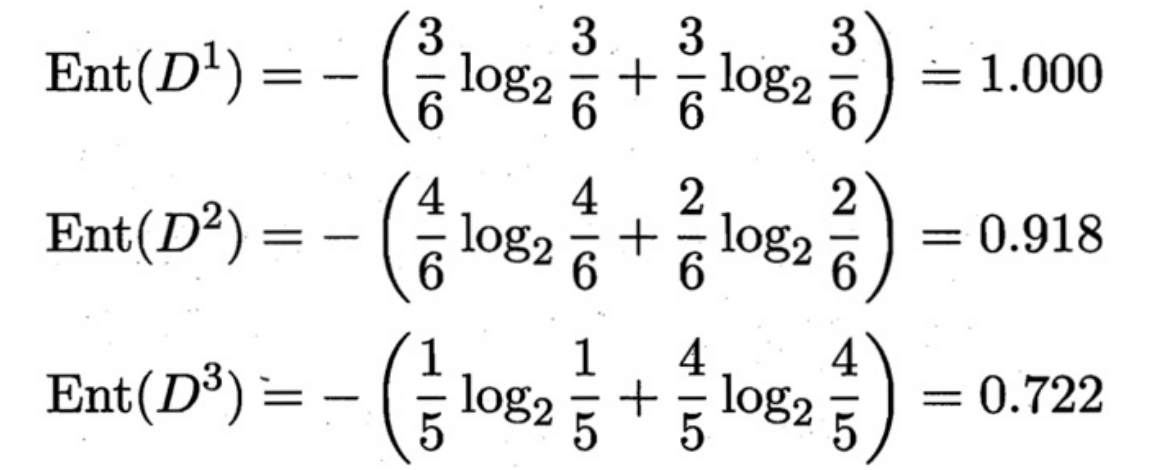 Ent(D¹) = − (3/6 log₂ 3/6 + 3/6 log₂ 3/6) = 1.000
Ent(D²) = − (4/6 log₂ 4/6 + 2/6 log₂ 2/6) = 0.918
Ent(D³) = − (1/5 log₂ 1/5 + 4/5 log₂ 4/5) = 0.722